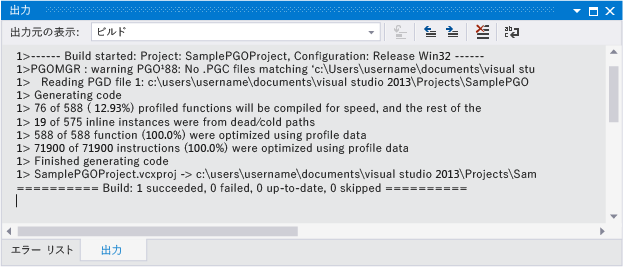 出力
出力元の表示: ビルド
1>------ Build started: Project: SamplePGOProject, Configuration: Release Win32 ------
1>PGOMGR : warning PGO188: No .PGC files matching 'c:\Users\username\documents\visual stu
1>   Reading PGD file 1: c:\users\username\documents\visual studio 2013\Projects\SamplePGO
1> Generating code
1> 76 of 588 ( 12.93%) profiled functions will be compiled for speed, and the rest of the
1> 19 of 575 inline instances were from dead/cold paths
1> 588 of 588 function (100.0%) were optimized using profile data
1> 71900 of 71900 instructions (100.0%) were optimized using profile data
1> Finished generating code
1> SamplePGOProject.vcxproj -> c:\users\username\documents\visual studio 2013\Projects\Sam
========== Build: 1 succeeded, 0 failed, 0 up-to-date, 0 skipped ==========
エラー リスト 出力